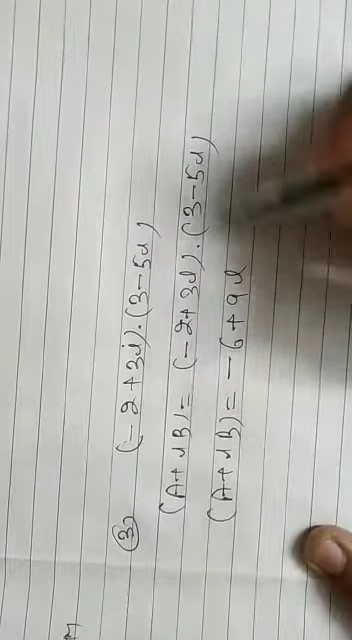 ③ (-2+3i).(3-5i)
(A+iB) = (-2+3i).(3-5i)
(A+iB) = -6+9i